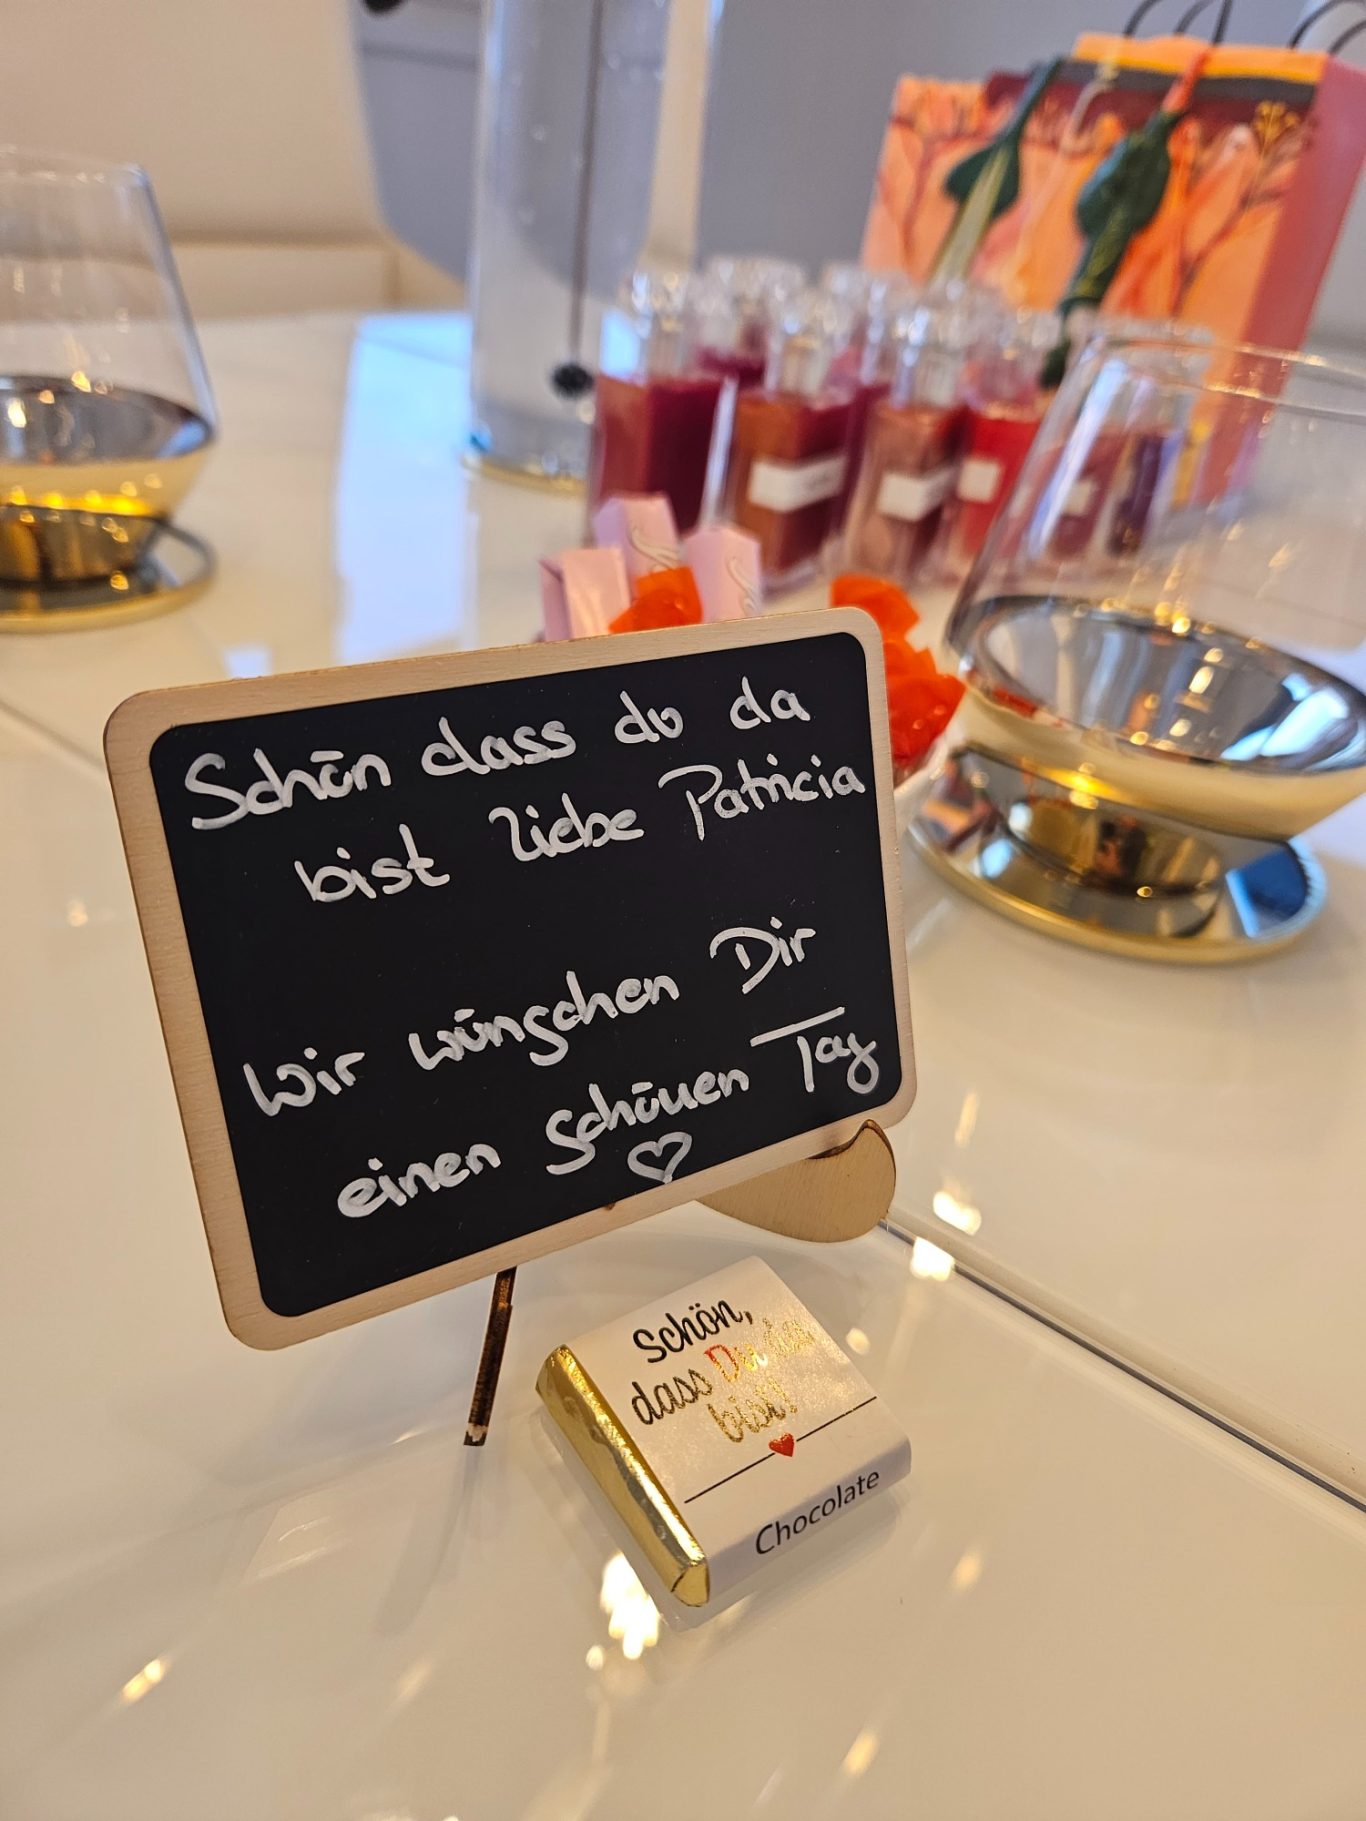 Schön dass du da
bist liebe Patricia
Wir wünschen Dir
einen schönen Tag
Schön,
dass Du da
bist!
Chocolate